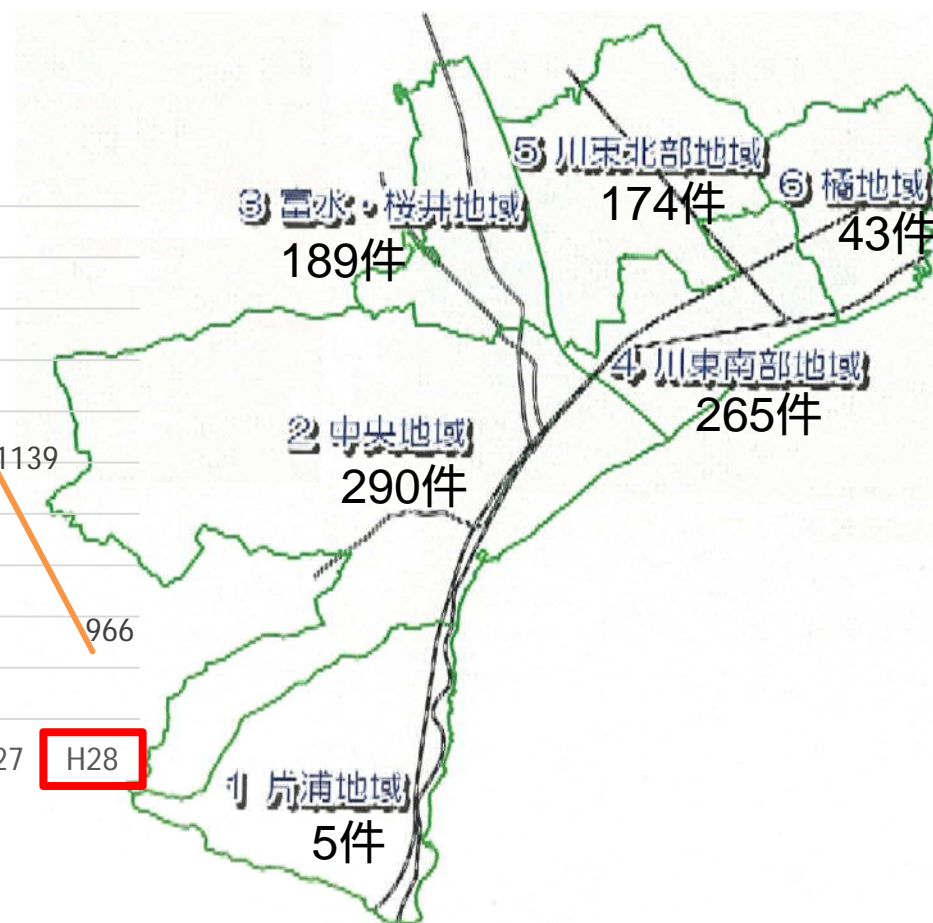 5 川東北部地域
174件
6 橘地域
43件
3 富水・桜井地域
189件
4 川東南部地域
265件
2 中央地域
290件
1139
966
27
H28
1 片浦地域
5件